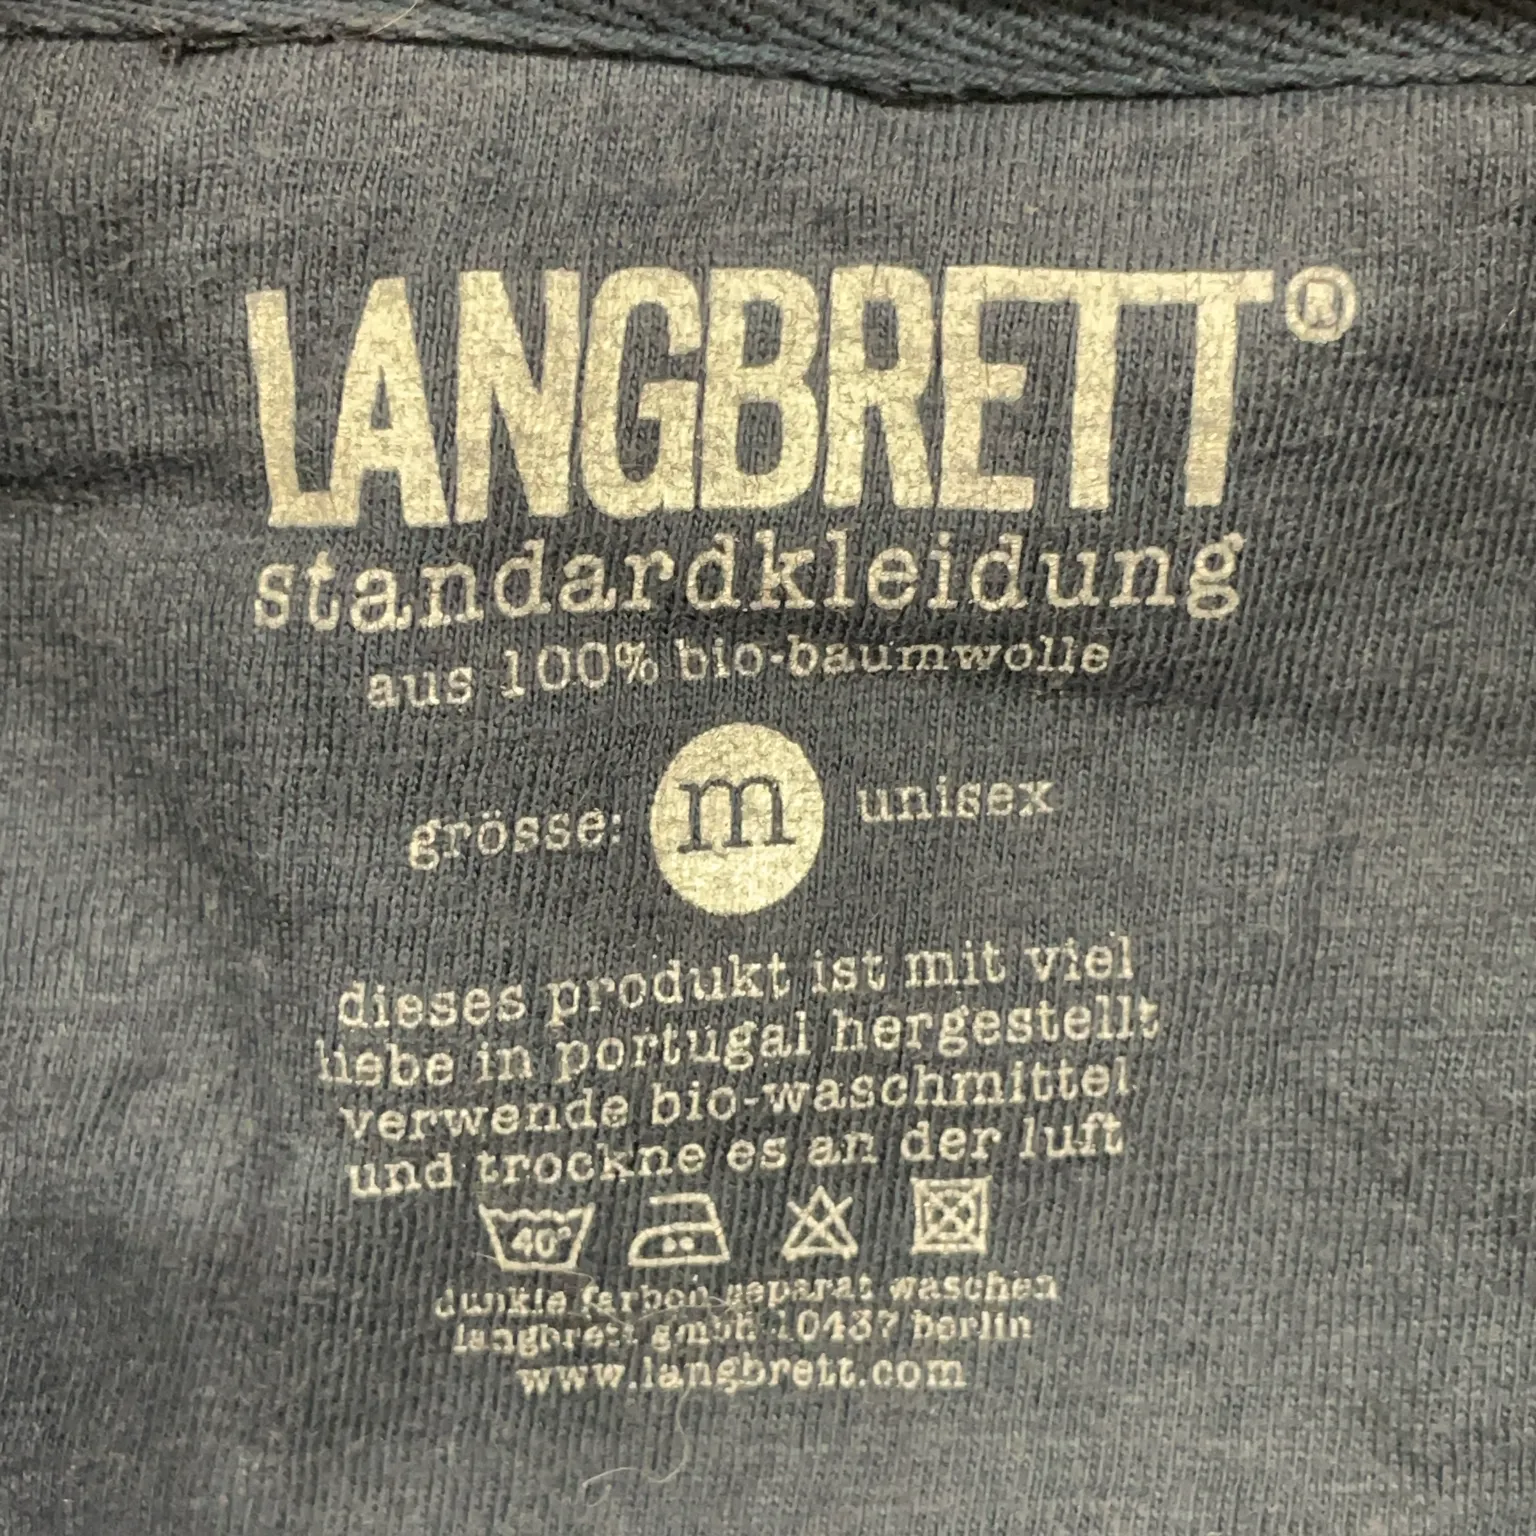 LANGBRETT®
standardkleidung
aus 100% bio-baumwolle
grösse: m unisex
dieses produkt ist mit viel
liebe in portugal hergestellt
verwende bio-waschmittel
und trockne es an der luft
40°
dunkle farben separat waschen
langbrett gmbh 10437 berlin
www.langbrett.com